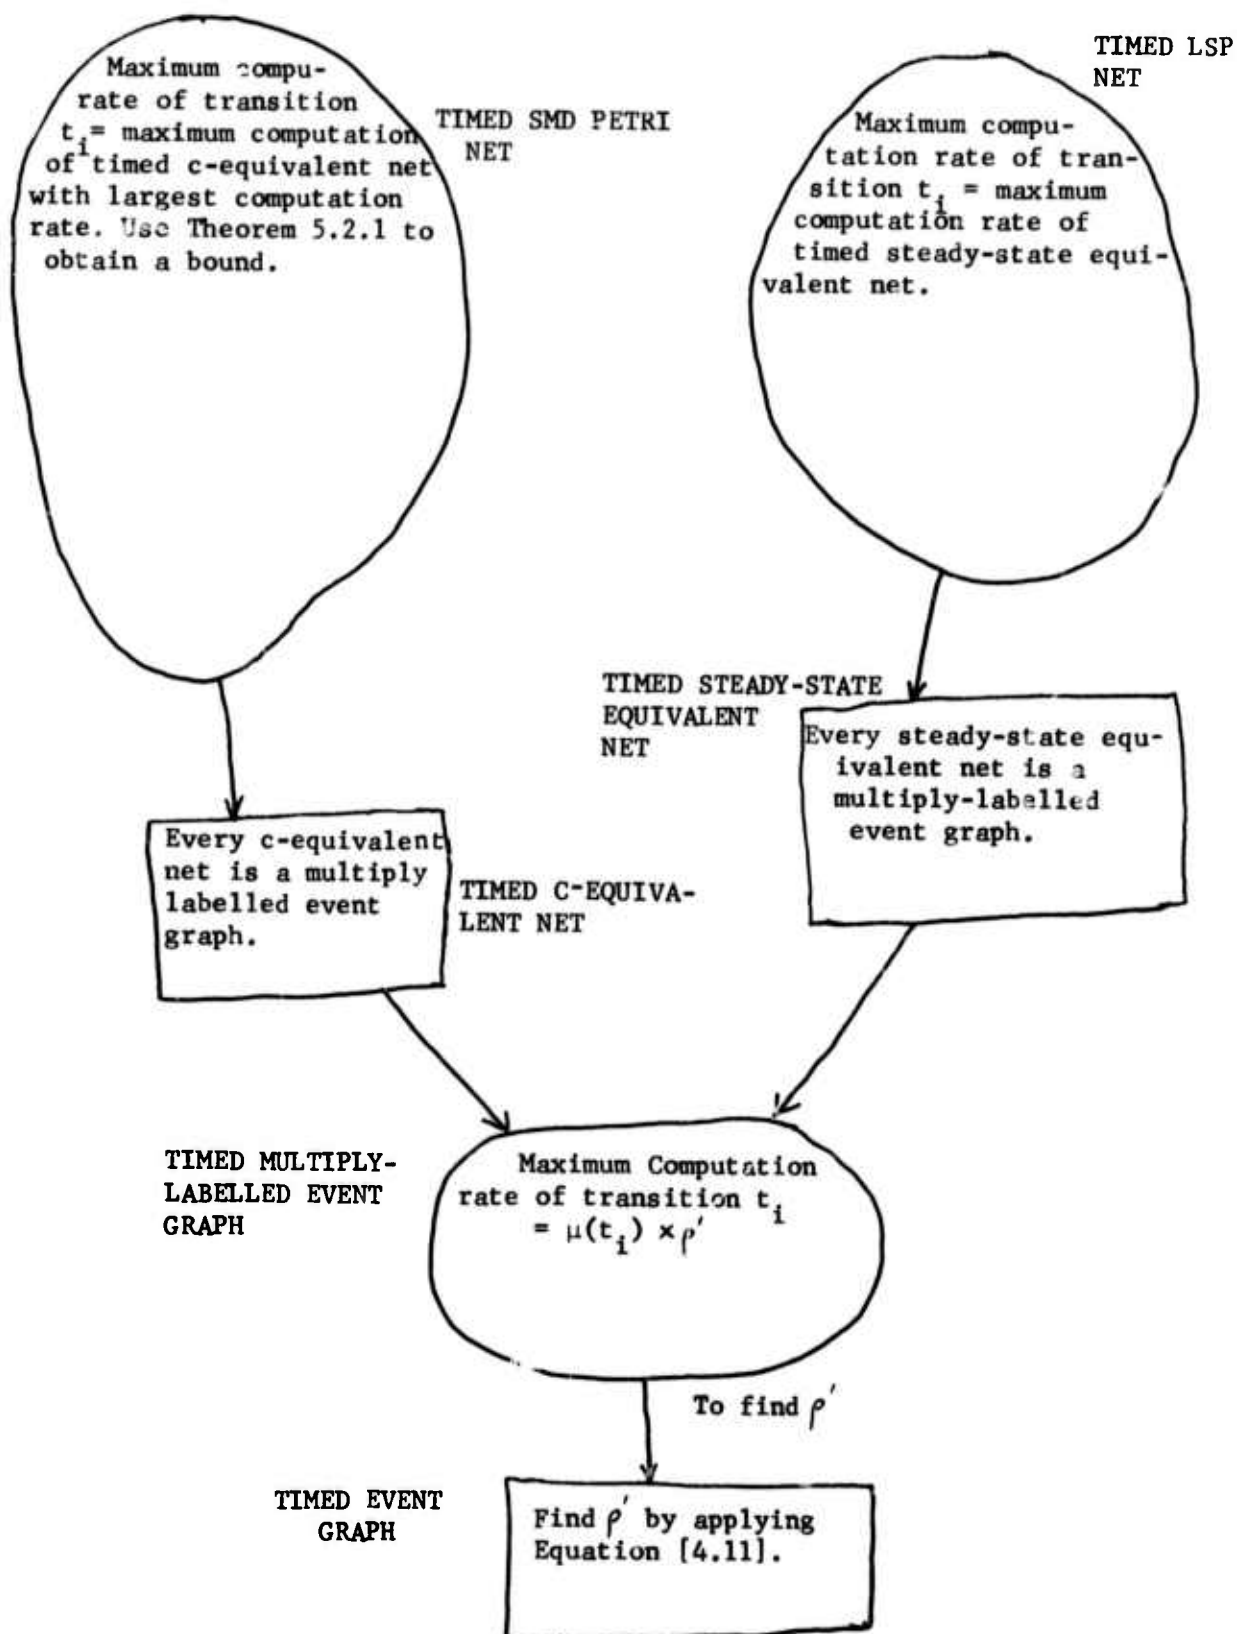 Maximum compu-
rate of transition
t_i = maximum computation
of timed c-equivalent net
with largest computation
rate. Use Theorem 5.2.1 to
obtain a bound.
TIMED SMD PETRI
NET
TIMED LSP
NET
Maximum compu-
tation rate of tran-
sition t_i = maximum
computation rate of
timed steady-state equi-
valent net.
TIMED STEADY-STATE
EQUIVALENT
NET
Every steady-state equ-
ivalent net is a
multiply-labelled
event graph.
Every c-equivalent
net is a multiply
labelled event
graph.
TIMED C-EQUIVA-
LENT NET
TIMED MULTIPLY-
LABELLED EVENT
GRAPH
Maximum Computation
rate of transition t_i
= μ(t_i) × ρ′
To find ρ′
TIMED EVENT
GRAPH
Find ρ′ by applying
Equation [4.11].